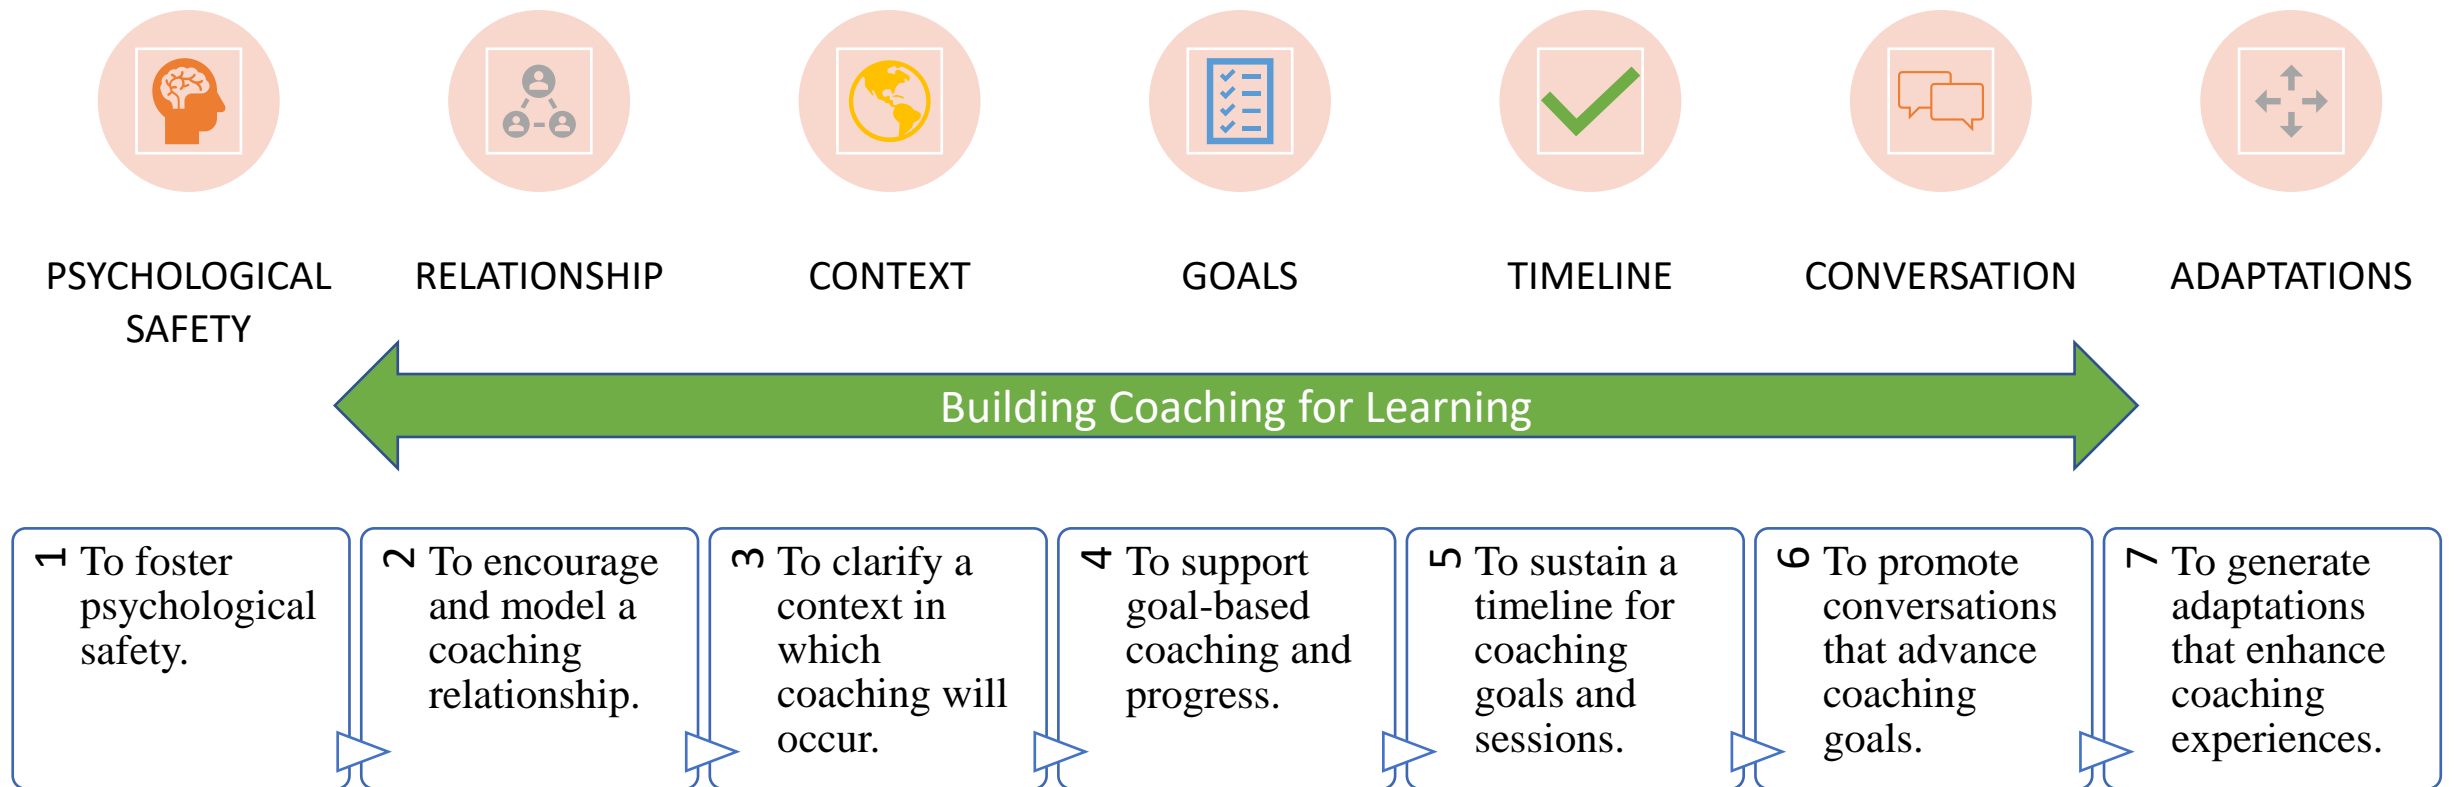 PSYCHOLOGICAL
SAFETY
RELATIONSHIP
CONTEXT
GOALS
TIMELINE
CONVERSATION
ADAPTATIONS
Building Coaching for Learning
1
To foster
psychological
safety.
2
To encourage
and model a
coaching
relationship.
3
To clarify a
context in
which
coaching will
occur.
4
To support
goal-based
coaching and
progress.
5
To sustain a
timeline for
coaching
goals and
sessions.
6
To promote
conversations
that advance
coaching
goals.
7
To generate
adaptations
that enhance
coaching
experiences.